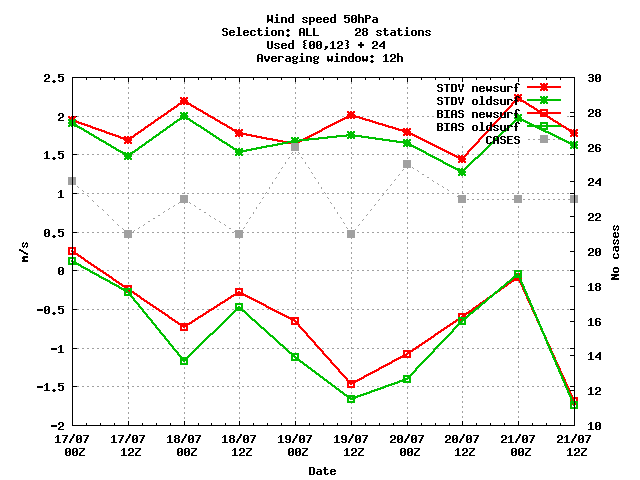 Wind speed 50hPa
Selection: ALL     28 stations
Used {00,12} + 24
Averaging window: 12h
STDV newsurf
STDV oldsurf
BIAS newsurf
BIAS oldsurf
CASES
2.5
2
1.5
1
0.5
0
-0.5
-1
-1.5
-2
m/s
30
28
26
24
22
20
18
16
14
12
10
No cases
17/07 17/07 18/07 18/07 19/07 19/07 20/07 20/07 21/07 21/07
00Z 12Z 00Z 12Z 00Z 12Z 00Z 12Z 00Z 12Z
Date